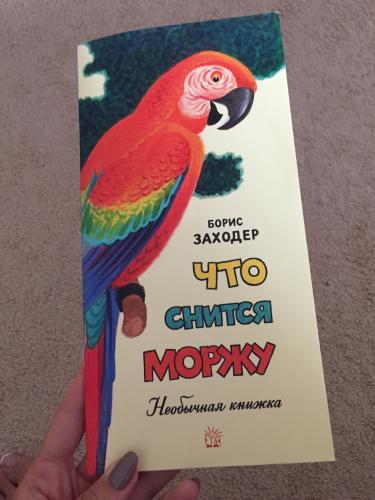 БОРИС
ЗАХОДЕР
ЧТО
СНИТСЯ
МОРЖУ
Необычная книжка